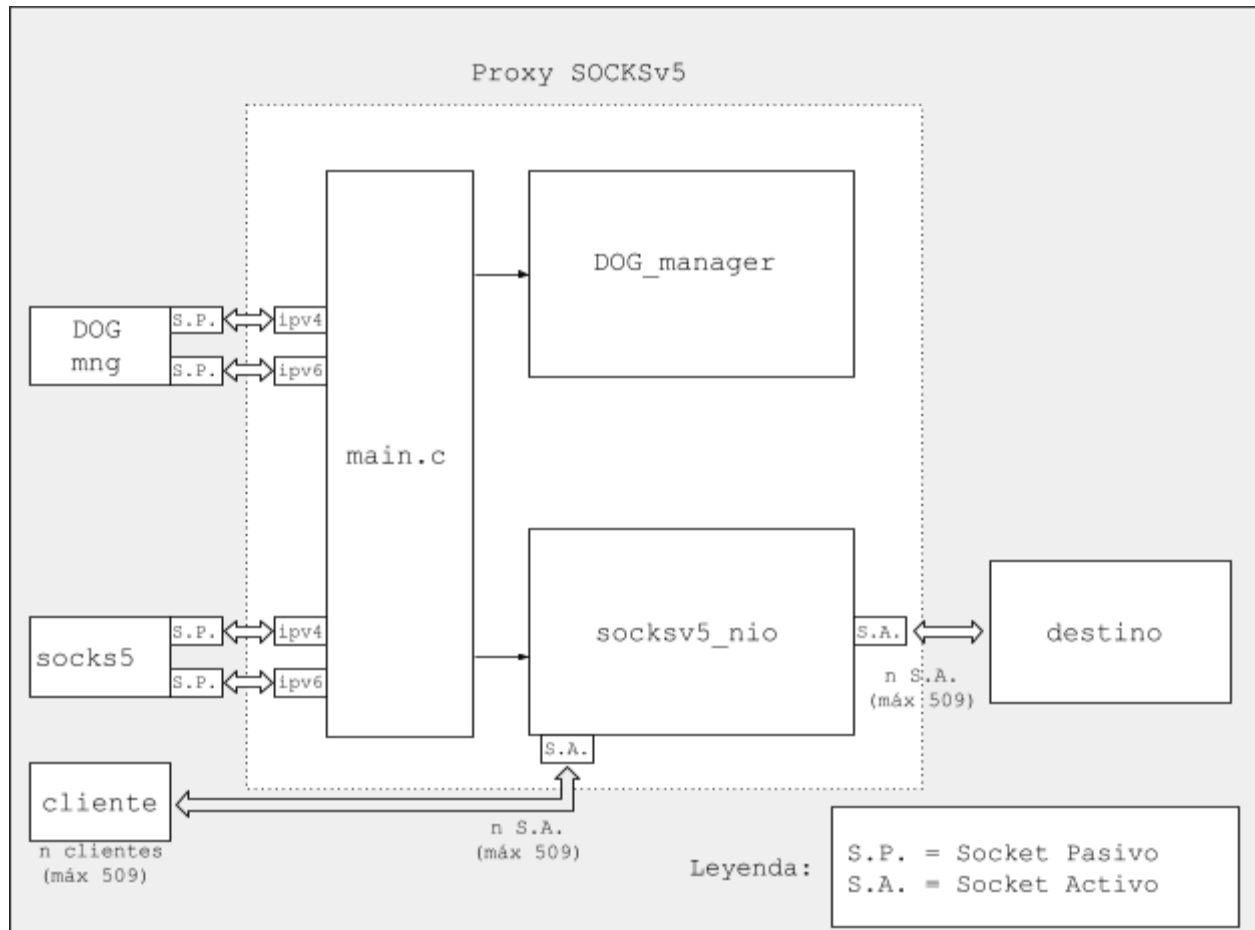 Proxy SOCKSv5
DOG_manager
DOG
mng
S.P.
ipv4
S.P.
ipv6
main.c
socks5
S.P.
ipv4
S.P.
ipv6
socksv5_nio
S.A.
S.A.
destino
n S.A.
(máx 509)
cliente
n clientes
(máx 509)
n S.A.
(máx 509)
Leyenda:
S.P. = Socket Pasivo
S.A. = Socket Activo